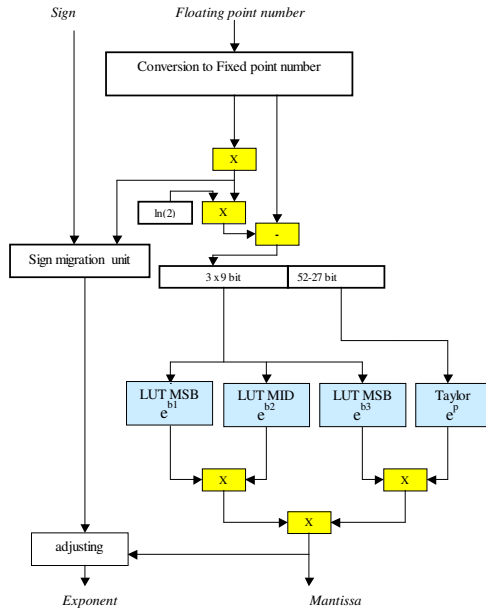 Sign Floating point number
Conversion to Fixed point number
X
ln(2) X
-
Sign migration unit
3 x 9 bit 52-27 bit
LUT MSB LUT MID LUT MSB Taylor
e^b1 e^b2 e^b3 e^p
X X
X
adjusting
Exponent Mantissa